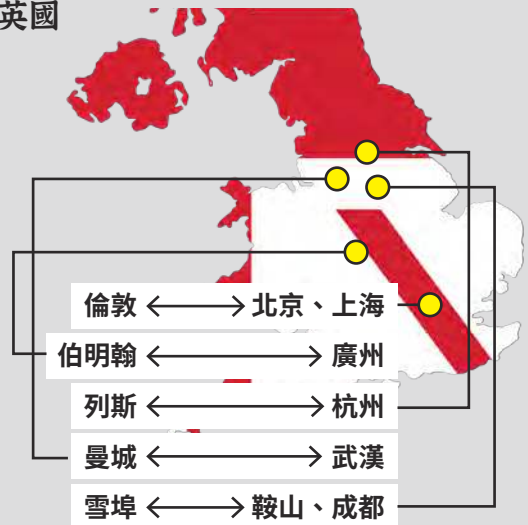 英國
倫敦 ⟷ 北京、上海
伯明翰 ⟷ 廣州
列斯 ⟷ 杭州
曼城 ⟷ 武漢
雪埠 ⟷ 鞍山、成都